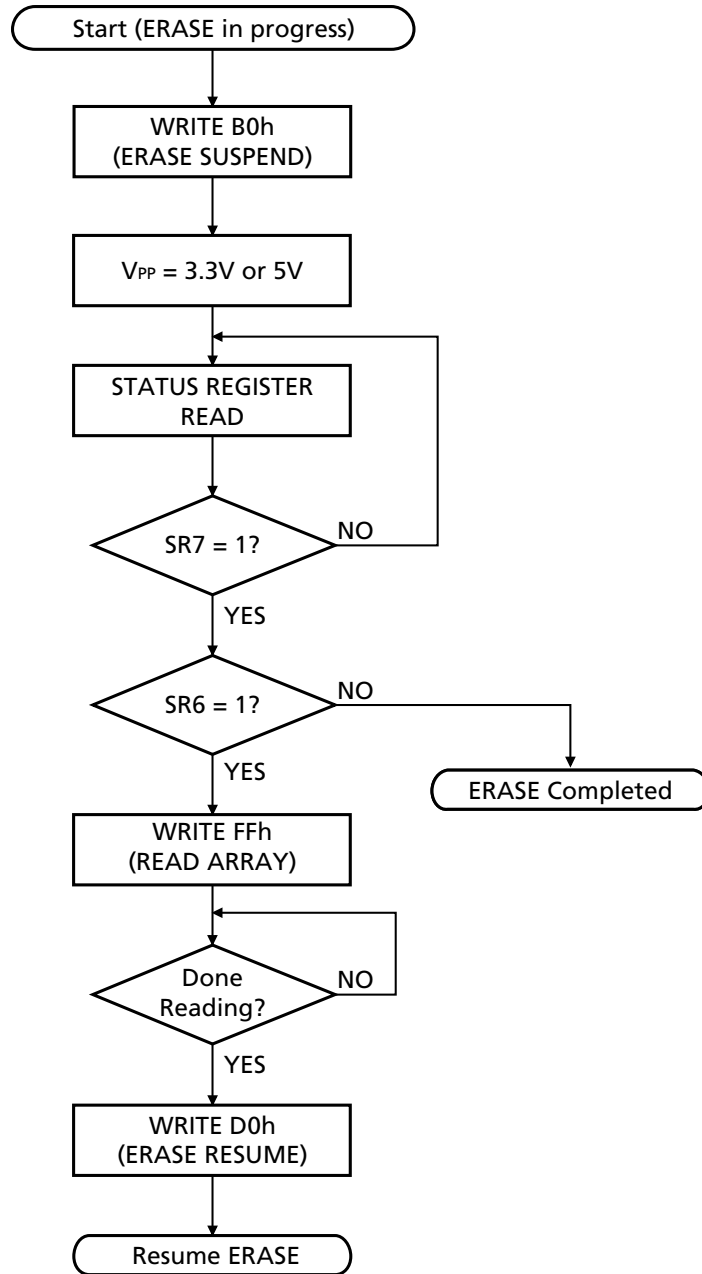 Start (ERASE in progress)
WRITE B0h
(ERASE SUSPEND)
VPP = 3.3V or 5V
STATUS REGISTER
READ
SR7 = 1?
NO
YES
SR6 = 1?
NO
YES
ERASE Completed
WRITE FFh
(READ ARRAY)
Done
Reading?
NO
YES
WRITE D0h
(ERASE RESUME)
Resume ERASE